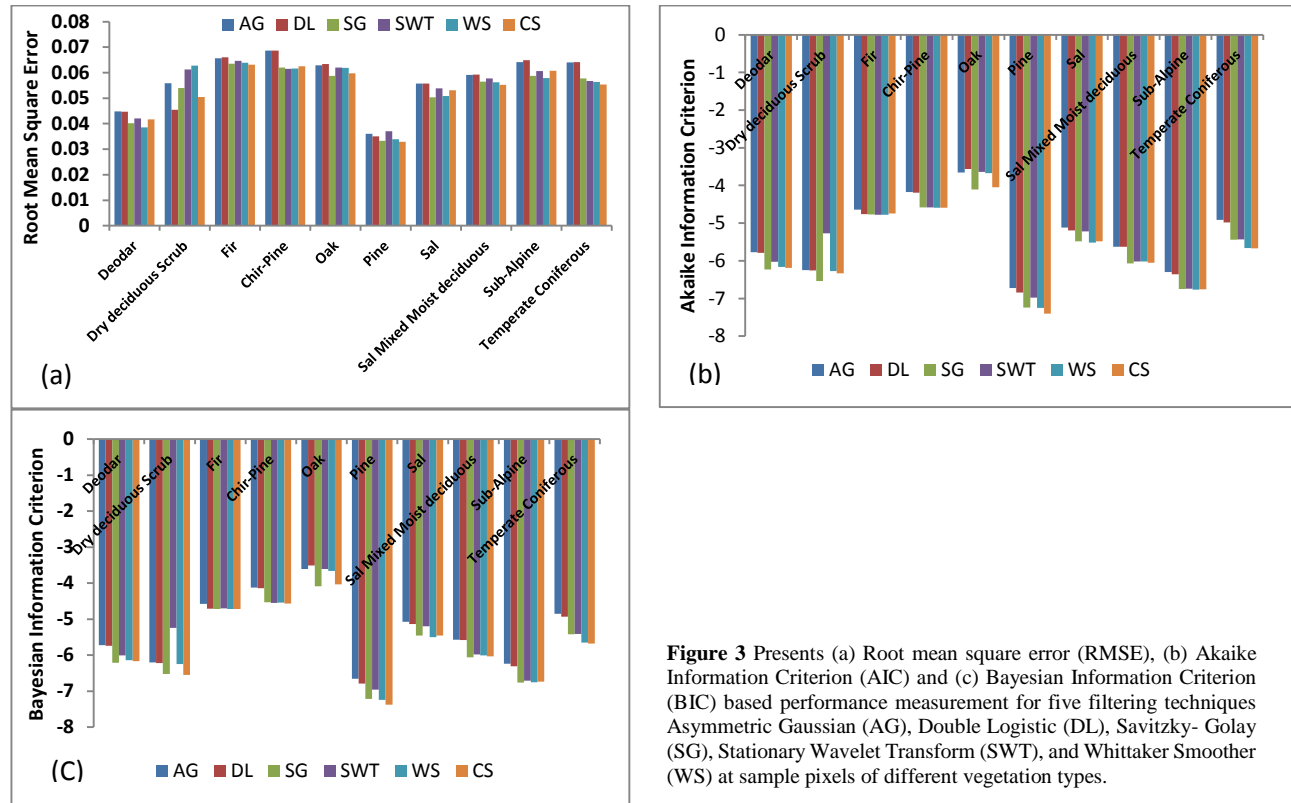 AG DL SG SWT WS CS
Root Mean Square Error
0.08
0.07
0.06
0.05
0.04
0.03
0.02
0.01
0
Deodar
Dry deciduous Scrub
Fir
Chir-Pine
Oak
Pine
Sal
Sal Mixed Moist deciduous
Sub-Alpine
Temperate Coniferous
(a)
Akaike Information Criterion
0
-1
-2
-3
-4
-5
-6
-7
-8
Deodar
Dry deciduous Scrub
Fir
Chir-Pine
Oak
Pine
Sal
Sal Mixed Moist deciduous
Sub-Alpine
Temperate Coniferous
(b)
AG DL SG SWT WS CS
Bayesian Information Criterion
0
-1
-2
-3
-4
-5
-6
-7
-8
Deodar
Dry deciduous Scrub
Fir
Chir-Pine
Oak
Pine
Sal
Sal Mixed Moist deciduous
Sub-Alpine
Temperate Coniferous
(C)
AG DL SG SWT WS CS
Figure 3 Presents (a) Root mean square error (RMSE), (b) Akaike
Information Criterion (AIC) and (c) Bayesian Information Criterion
(BIC) based performance measurement for five filtering techniques
Asymmetric Gaussian (AG), Double Logistic (DL), Savitzky- Golay
(SG), Stationary Wavelet Transform (SWT), and Whittaker Smoother
(WS) at sample pixels of different vegetation types.